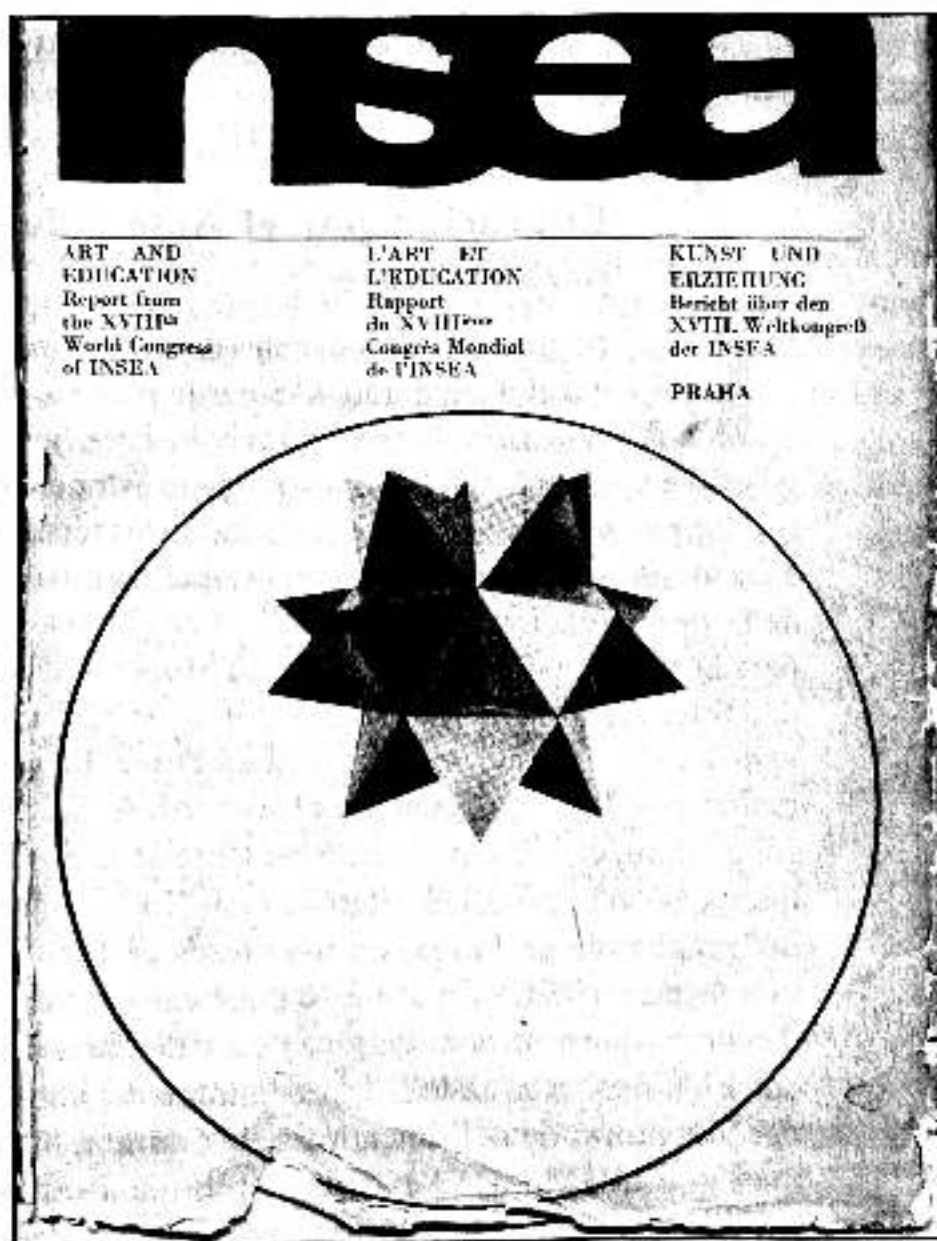 insea
ART AND
EDUCATION
Report from
the XVIIIth
World Congress
of INSEA
L'ART ET
L'EDUCATION
Rapport
du XVIIIème
Congrès Mondial
de l'INSEA
KUNST UND
ERZIEHUNG
Bericht über den
XVIII. Weltkongreß
der INSEA
PRAHA